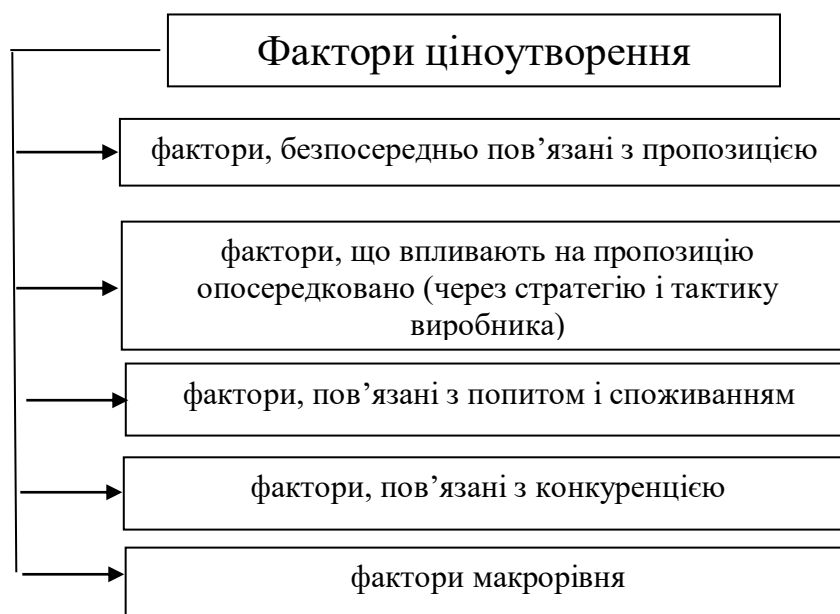 Фактори ціноутворення
фактори, безпосередньо пов’язані з пропозицією
фактори, що впливають на пропозицію
опосередковано (через стратегію і тактику
виробника)
фактори, пов’язані з попитом і споживанням
фактори, пов’язані з конкуренцією
фактори макрорівня